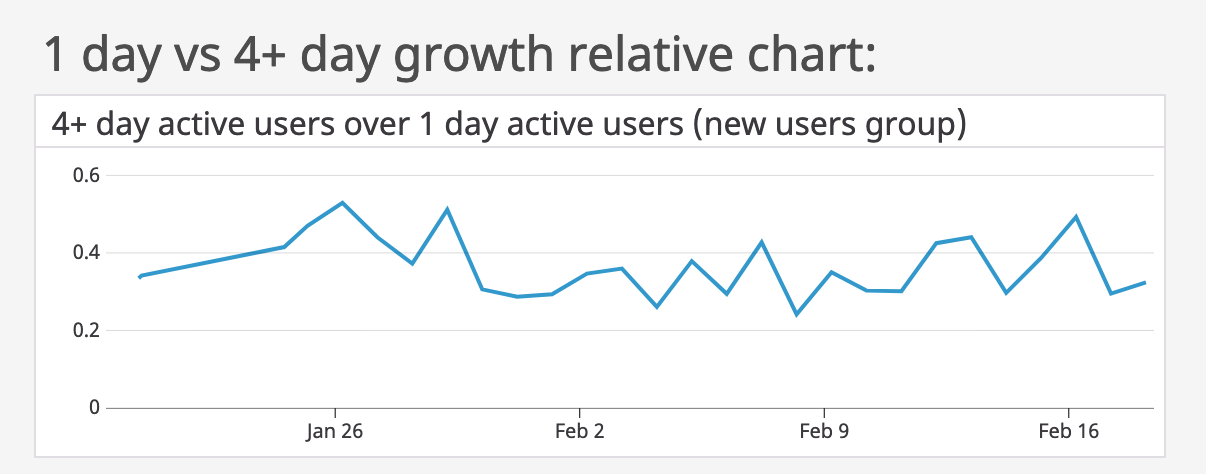 1 day vs 4+ day growth relative chart:
4+ day active users over 1 day active users (new users group)
0.6
0.4
0.2
0
Jan 26 Feb 2 Feb 9 Feb 16